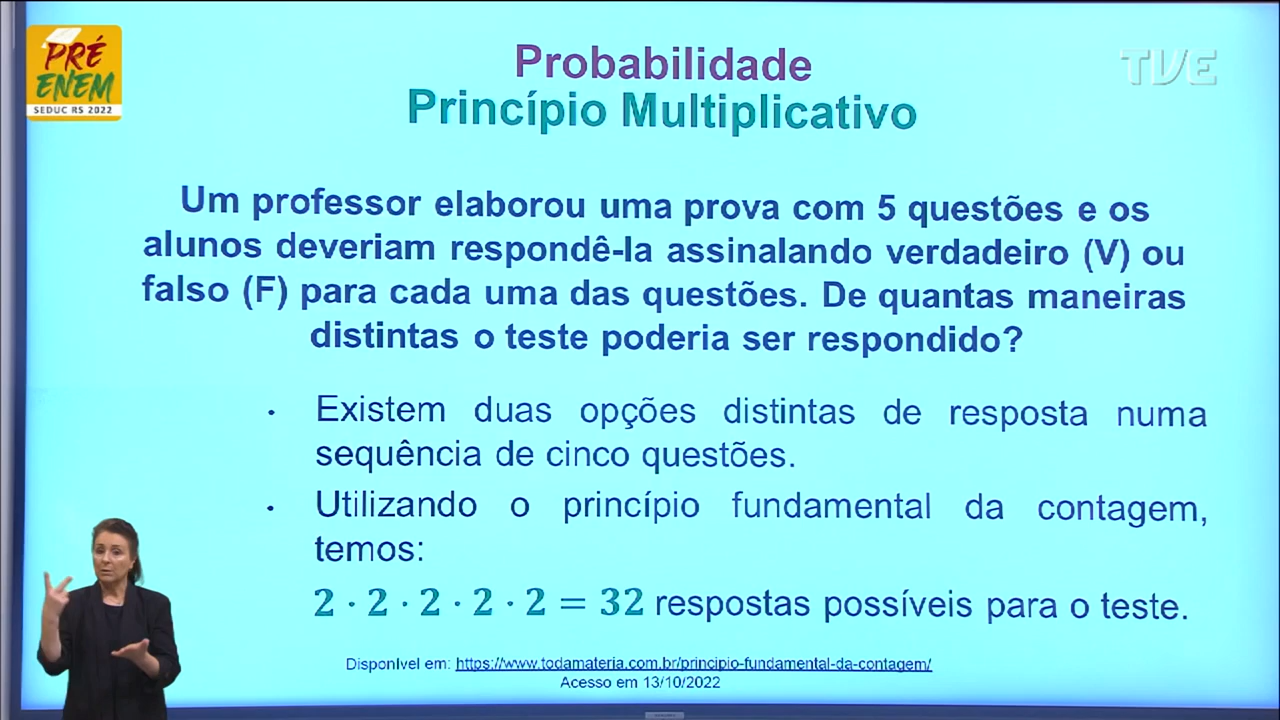 PRÉ
ENEM
SEDUC RS 2022
TVE
Probabilidade
Princípio Multiplicativo
Um professor elaborou uma prova com 5 questões e os
alunos deveriam respondê-la assinalando verdadeiro (V) ou
falso (F) para cada uma das questões. De quantas maneiras
distintas o teste poderia ser respondido?
• Existem duas opções distintas de resposta numa
sequência de cinco questões.
• Utilizando o princípio fundamental da contagem,
temos:
2 · 2 · 2 · 2 · 2 = 32 respostas possíveis para o teste.
Disponível em: https://www.todamateria.com.br/principio-fundamental-da-contagem/
Acesso em 13/10/2022